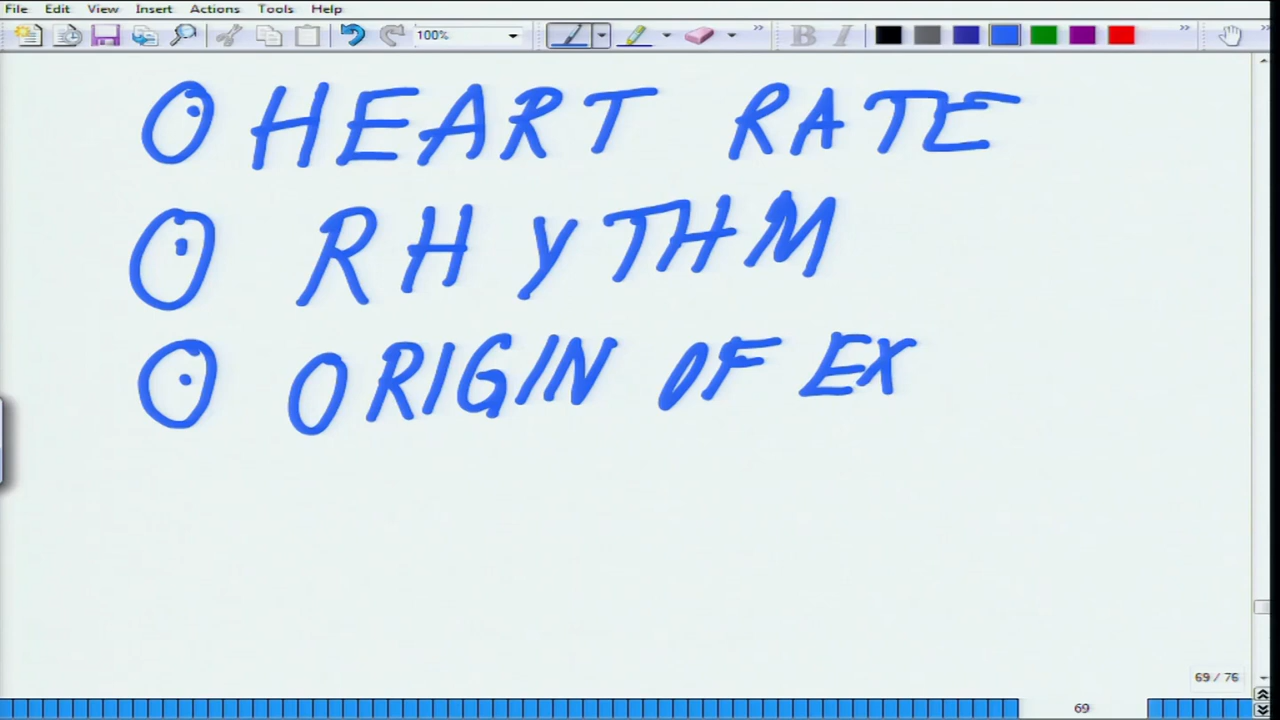 File Edit View Insert Actions Tools Help
100%
HEART RATE
RHYTHM
ORIGIN OF EX
69 / 76
69